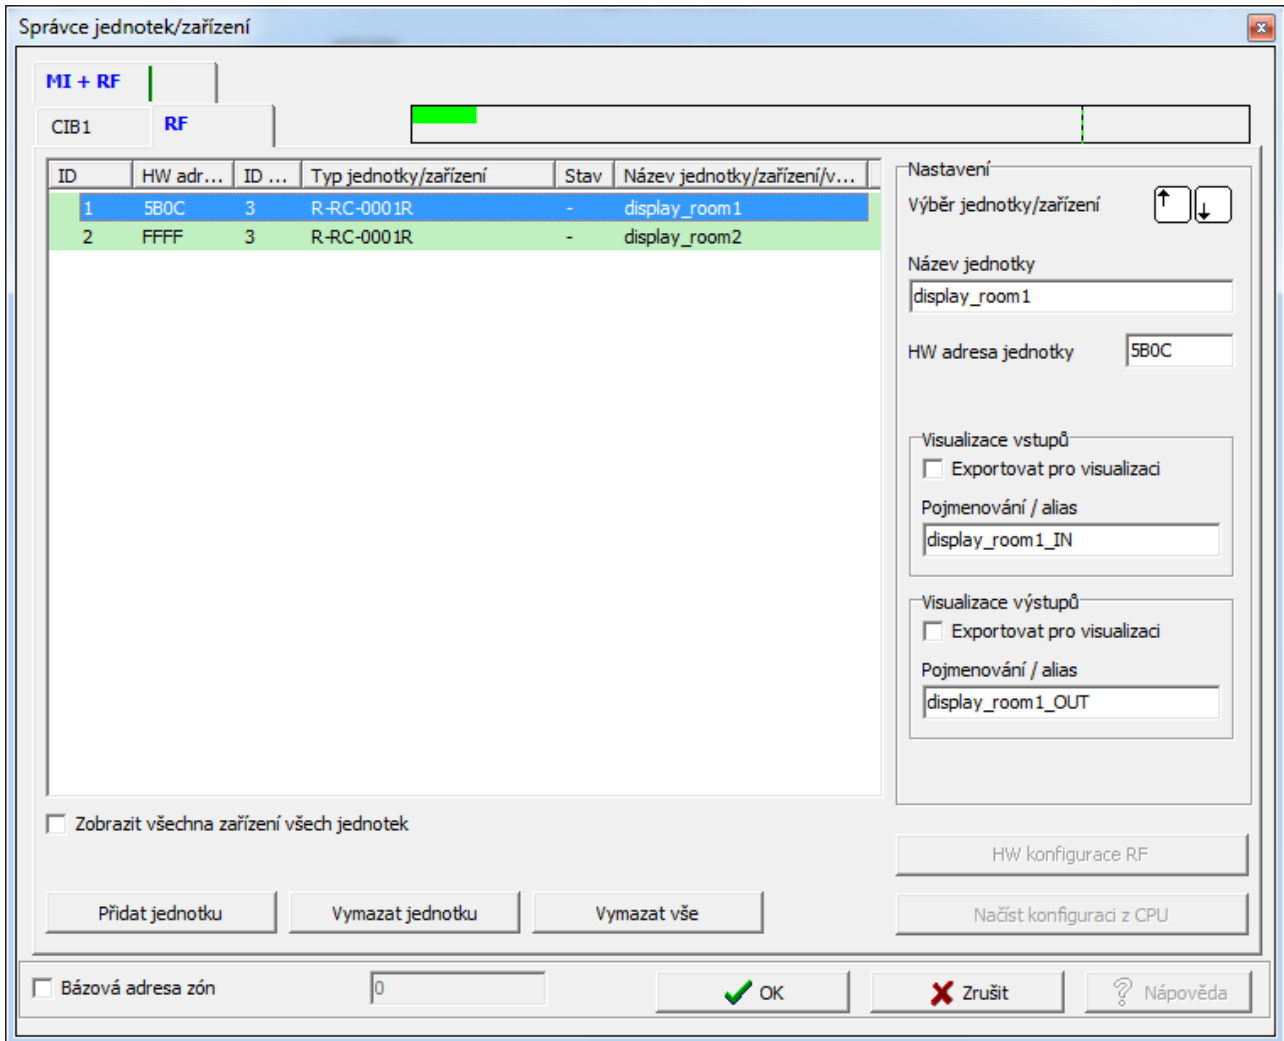 Správce jednotek/zařízení
MI + RF
CIB1 RF
ID HW adr... ID ... Typ jednotky/zařízení Stav Název jednotky/zařízení/v...
1 5B0C 3 R-RC-0001R - display_room1
2 FFFF 3 R-RC-0001R - display_room2
Nastavení
Výběr jednotky/zařízení
Název jednotky
display_room1
HW adresa jednotky 5B0C
Visualizace vstupů
Exportovat pro visualizaci
Pojmenování / alias
display_room1_IN
Visualizace výstupů
Exportovat pro visualizaci
Pojmenování / alias
display_room1_OUT
Zobrazit všechna zařízení všech jednotek
HW konfigurace RF
Přidat jednotku Vymazat jednotku Vymazat vše Načíst konfiguraci z CPU
Bázová adresa zón 0 OK Zrušit Nápověda